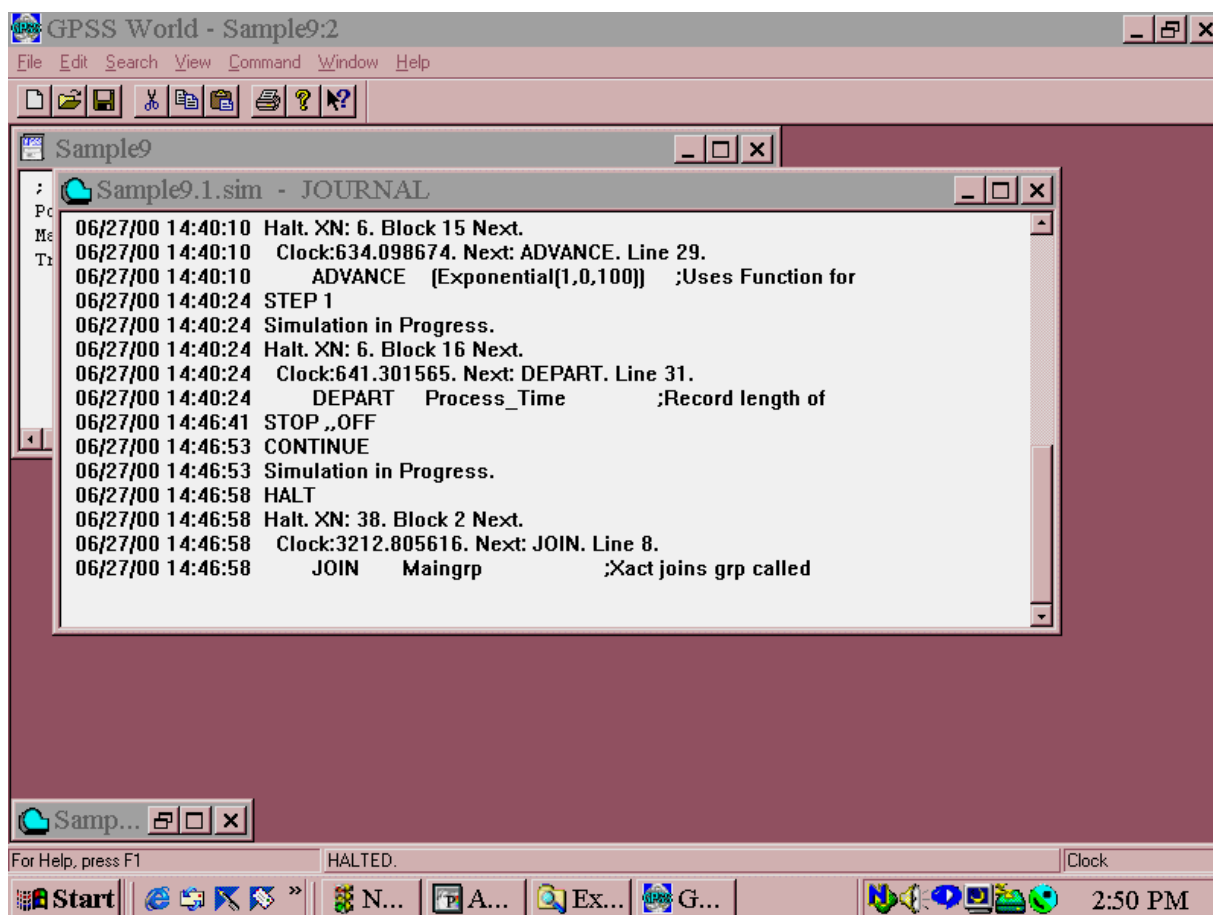 GPSS World - Sample9:2
File Edit Search View Command Window Help
Sample9
;
Sample9.1.sim - JOURNAL
06/27/00 14:40:10 Halt. XN: 6. Block 15 Next.
06/27/00 14:40:10 Clock:634.098674. Next: ADVANCE. Line 29.
06/27/00 14:40:10 ADVANCE (Exponential(1,0,100)) ;Uses Function for
06/27/00 14:40:24 STEP 1
06/27/00 14:40:24 Simulation in Progress.
06/27/00 14:40:24 Halt. XN: 6. Block 16 Next.
06/27/00 14:40:24 Clock:641.301565. Next: DEPART. Line 31.
06/27/00 14:40:24 DEPART Process_Time ;Record length of
06/27/00 14:46:41 STOP ,,OFF
06/27/00 14:46:53 CONTINUE
06/27/00 14:46:53 Simulation in Progress.
06/27/00 14:46:58 HALT
06/27/00 14:46:58 Halt. XN: 38. Block 2 Next.
06/27/00 14:46:58 Clock:3212.805616. Next: JOIN. Line 8.
06/27/00 14:46:58 JOIN Maingrp ;Xact joins grp called
Samp...
For Help, press F1 HALTED. Clock
Start » N... A... Ex... G... 2:50 PM